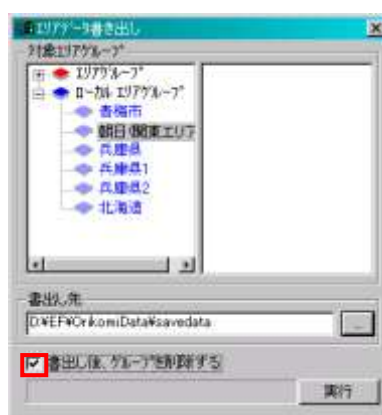 エリアデータ書き出し
対象エリアグループ
エリアグループ
ローカル エリアグループ
青梅市
朝日 関東エリア
兵庫県
兵庫県1
兵庫県2
北海道
書出し先
D:¥EF¥OrikomiData¥savedata
...
書出し後、グループを削除する
実行